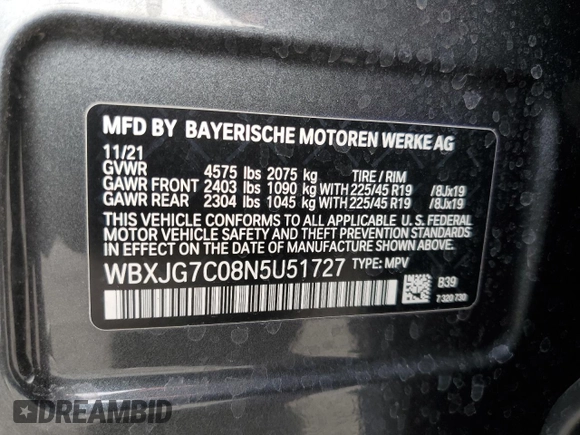 MFD BY BAYERISCHE MOTOREN WERKE AG
11/21
GVWR 4575 lbs 2075 kg TIRE / RIM
GAWR FRONT 2403 lbs 1090 kg WITH 225/45 R19 /8Jx19
GAWR REAR 2304 lbs 1045 kg WITH 225/45 R19 /8Jx19
THIS VEHICLE CONFORMS TO ALL APPLICABLE U. S. FEDERAL
MOTOR VEHICLE SAFETY AND THEFT PREVENTION STANDARDS
IN EFFECT ON THE DATE OF MANUFACTURE SHOWN ABOVE.
WBXJG7C08N5U51727 TYPE: MPV
B39
7 320 730
DREAMBID